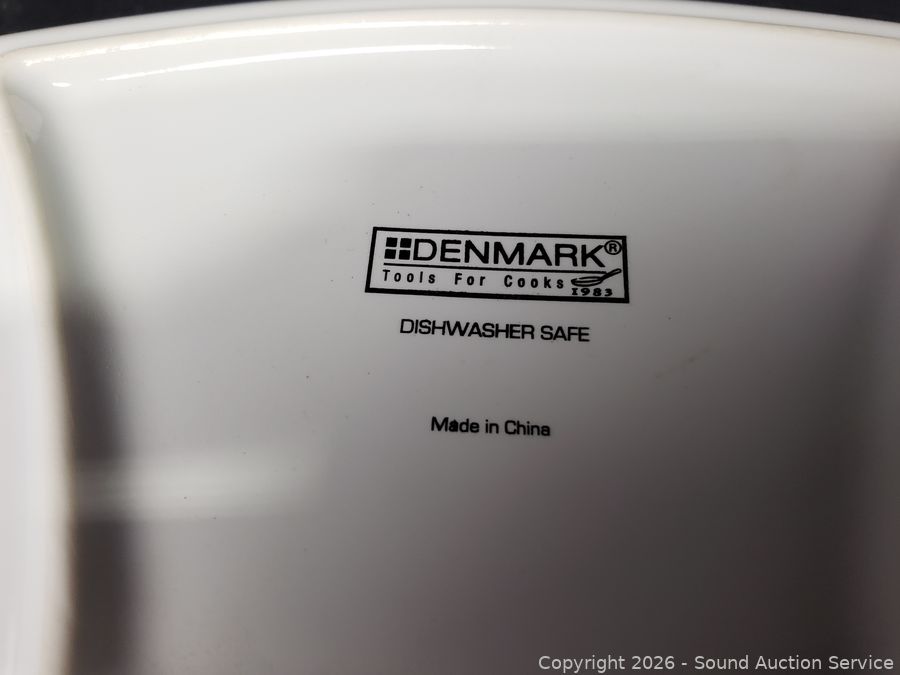 DENMARK®
Tools For Cooks
1983
DISHWASHER SAFE
Made in China
Copyright 2026 - Sound Auction Service